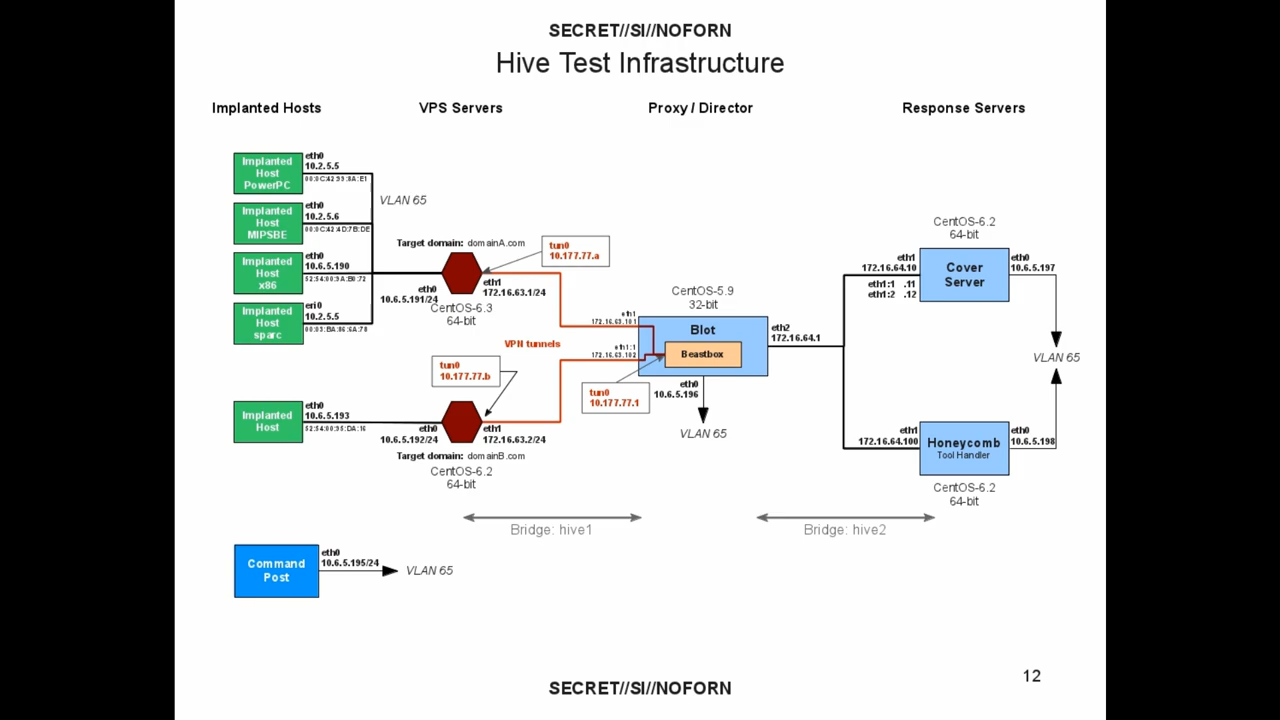 SECRET//SI//NOFORN
Hive Test Infrastructure
Implanted Hosts
VPS Servers
Proxy / Director
Response Servers
Implanted
Host
PowerPC
eth0
10.2.5.5
VLAN 65
Implanted
Host
MIPSBE
eth0
10.2.5.6
Implanted
Host
x86
eth0
10.6.5.190
Implanted
Host
sparc
eri0
10.2.5.5
Target domain: domainA.com
tun0
10.177.77.a
eth0
10.6.5.191/24
eth1
172.16.63.1/24
CentOS-6.3
64-bit
VPN tunnels
tun0
10.177.77.b
Implanted
Host
eth0
10.6.5.193
eth0
10.6.5.192/24
eth1
172.16.63.2/24
Target domain: domainB.com
CentOS-6.2
64-bit
CentOS-5.9
32-bit
eth1
172.16.63.101
eth1:1
172.16.63.102
Blot
Beastbox
eth2
172.16.64.1
tun0
10.177.77.1
eth0
10.6.5.196
VLAN 65
CentOS-6.2
64-bit
eth1
172.16.64.10
eth1:1 .11
eth1:2 .12
Cover
Server
eth0
10.6.5.197
VLAN 65
eth1
172.16.64.100
Honeycomb
Tool Handler
eth0
10.6.5.198
CentOS-6.2
64-bit
Bridge: hive1
Bridge: hive2
Command
Post
eth0
10.6.5.195/24
VLAN 65
12
SECRET//SI//NOFORN